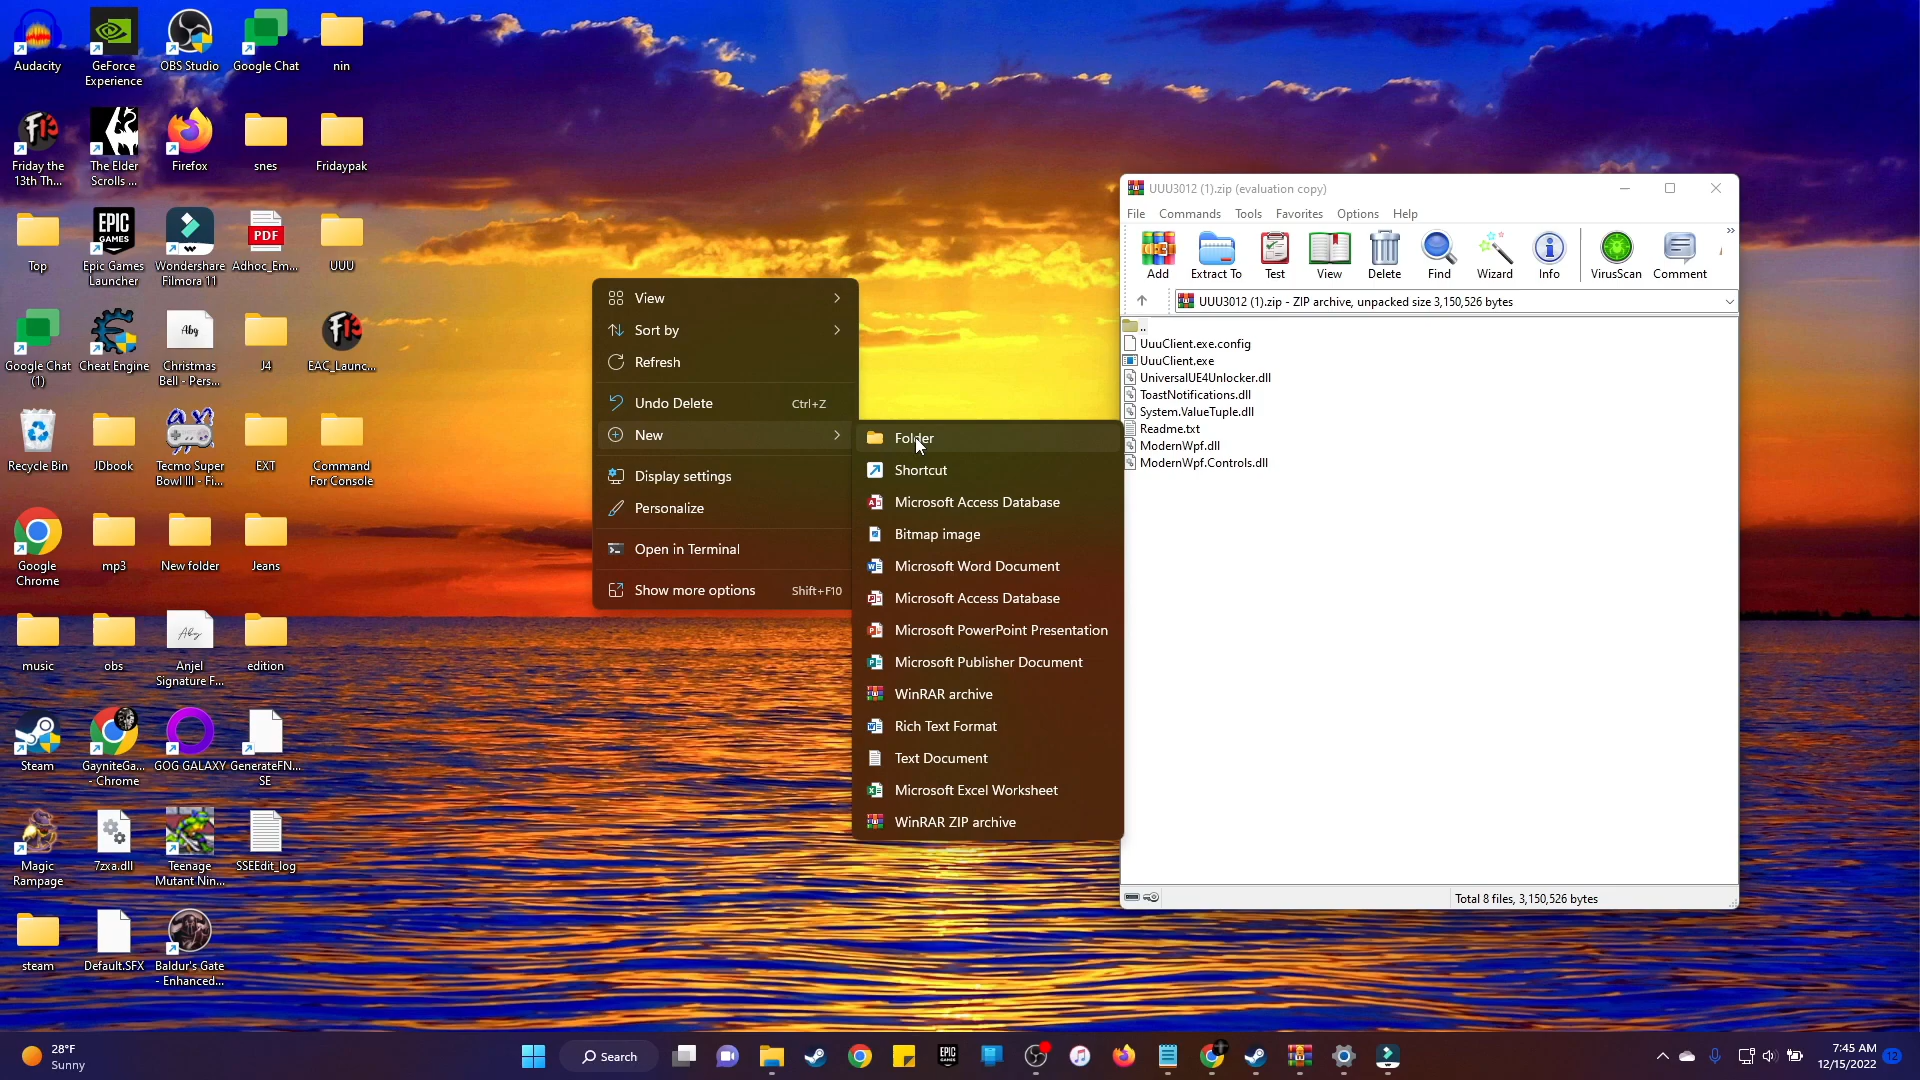 Audacity
GeForce
Experience
OBS Studio
Google Chat
nin
Friday the
13th Th...
The Elder
Scrolls ...
Firefox
snes
Fridaypak
Top
Epic Games
Launcher
EPIC
GAMES
Wondershare
Filmora 11
PDF
Adhoc_Em...
UUU
Google Chat
(1)
Cheat Engine
Abg
Christmas
Bell - Pers...
J4
EAC_Launc...
Recycle Bin
JDbook
Tecmo Super
Bowl III - Fi...
EXT
Command
For Console
Google
Chrome
mp3
New folder
Jeans
music
obs
Anjel
Signature F...
edition
Steam
GayniteGa...
- Chrome
GOG GALAXY
GenerateFN...
SE
Magic
Rampage
7zxa.dll
Teenage
Mutant Nin...
SSEEdit_log
steam
Default.SFX
Baldur's Gate
- Enhanced...
View
Sort by
Refresh
Undo Delete Ctrl+Z
New
Display settings
Personalize
Open in Terminal
Show more options Shift+F10
Folder
Shortcut
Microsoft Access Database
Bitmap image
Microsoft Word Document
Microsoft Access Database
Microsoft PowerPoint Presentation
Microsoft Publisher Document
WinRAR archive
Rich Text Format
Text Document
Microsoft Excel Worksheet
WinRAR ZIP archive
UUU3012 (1).zip (evaluation copy)
File Commands Tools Favorites Options Help
Add Extract To Test View Delete Find Wizard Info VirusScan Comment
UUU3012 (1).zip - ZIP archive, unpacked size 3,150,526 bytes
..
UuuClient.exe.config
UuuClient.exe
UniversalUE4Unlocker.dll
ToastNotifications.dll
System.ValueTuple.dll
Readme.txt
ModernWpf.dll
ModernWpf.Controls.dll
Total 8 files, 3,150,526 bytes
28°F
Sunny
Search
EPIC
7:45 AM
12/15/2022
12